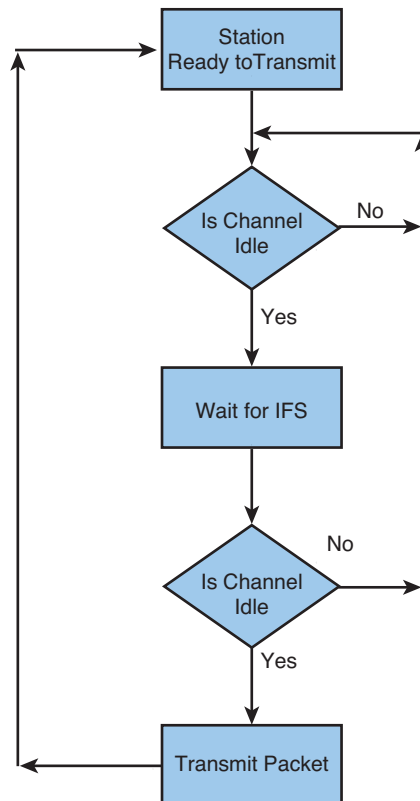 Station
Ready toTransmit
Is Channel
Idle
No
Yes
Wait for IFS
No
Is Channel
Idle
Yes
Transmit Packet